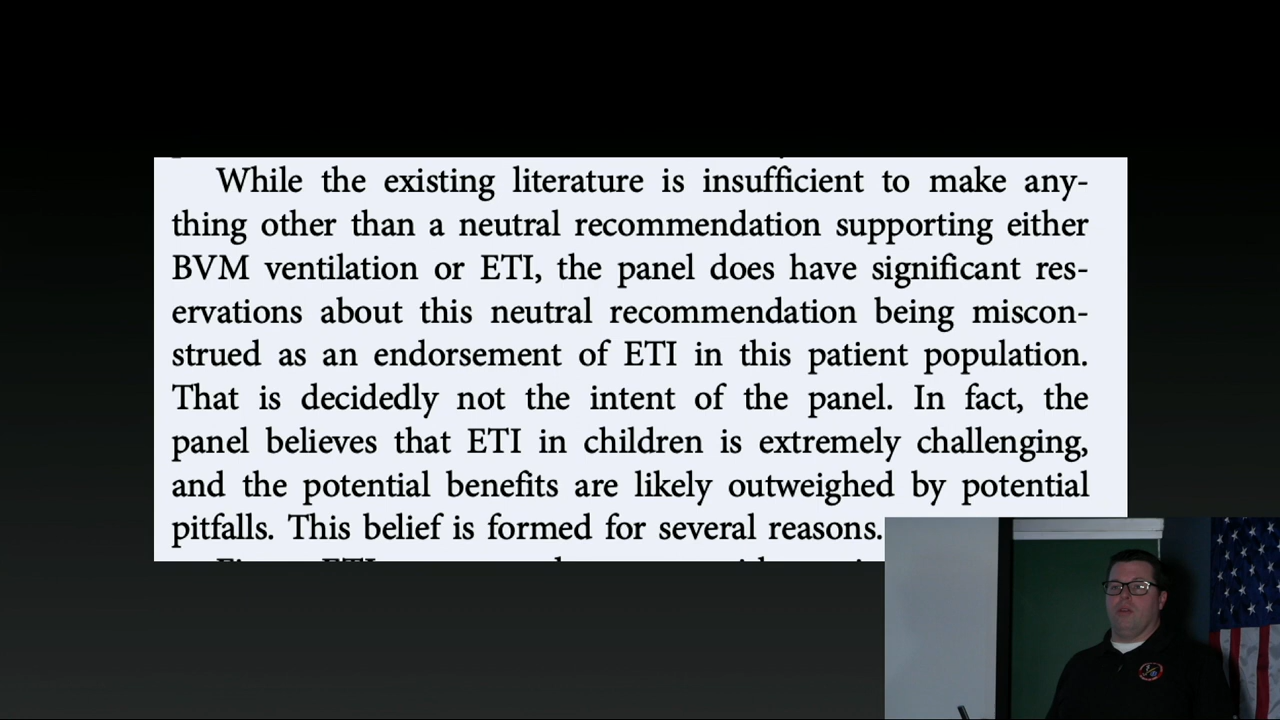 While the existing literature is insufficient to make any-
thing other than a neutral recommendation supporting either
BVM ventilation or ETI, the panel does have significant res-
ervations about this neutral recommendation being miscon-
strued as an endorsement of ETI in this patient population.
That is decidedly not the intent of the panel. In fact, the
panel believes that ETI in children is extremely challenging,
and the potential benefits are likely outweighed by potential
pitfalls. This belief is formed for several reasons.